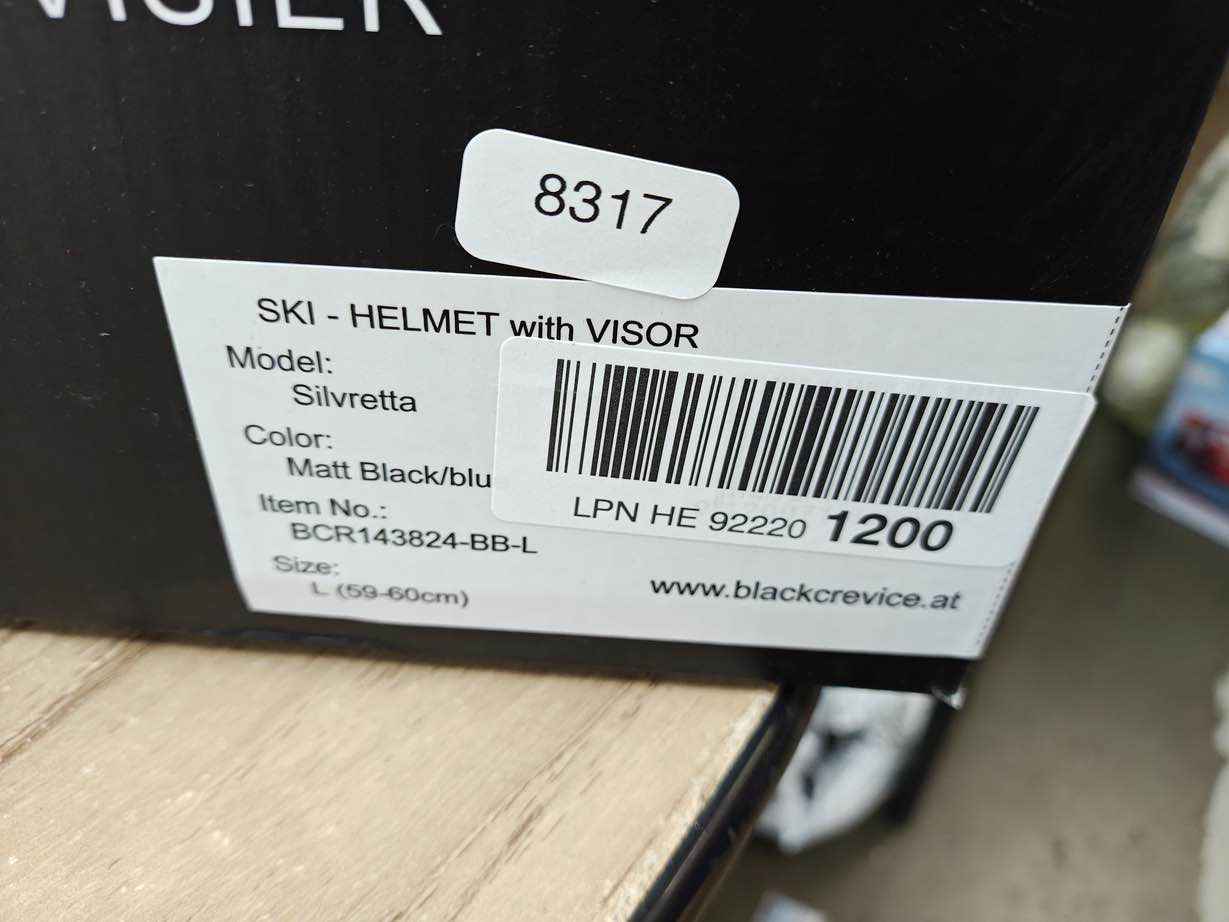 VISIER
8317
SKI - HELMET with VISOR
Model:
Silvretta
Color:
Matt Black/blu
Item No.:
BCR143824-BB-L
Size:
L (59-60cm)
LPN HE 92220 1200
www.blackcrevice.at